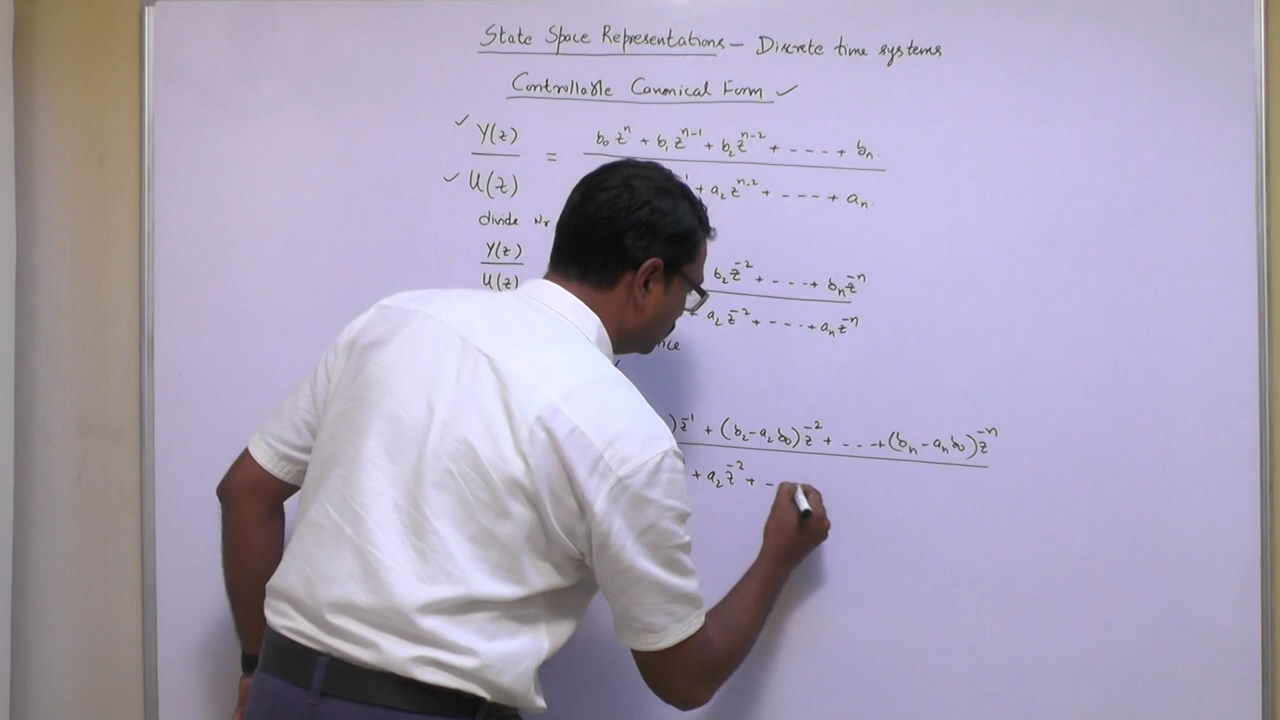 State Space Representations – Discrete time systems
Controllable Canonical Form ✓
✓ Y(z) / ✓ U(z) = b₀zⁿ + b₁zⁿ⁻¹ + b₂zⁿ⁻² + - - - - + bₙ.
+ a₂zⁿ⁻² + - - - - + aₙ.
divide Nr
Y(z) / U(z)
b₂z⁻² + - - - - + bₙz⁻ⁿ
+ a₂z⁻² + - - - - + aₙz⁻ⁿ
)z⁻¹ + (b₂-a₂b₀)z⁻² + - - - + (bₙ-aₙb₀)z⁻ⁿ
+ a₂z⁻² + -